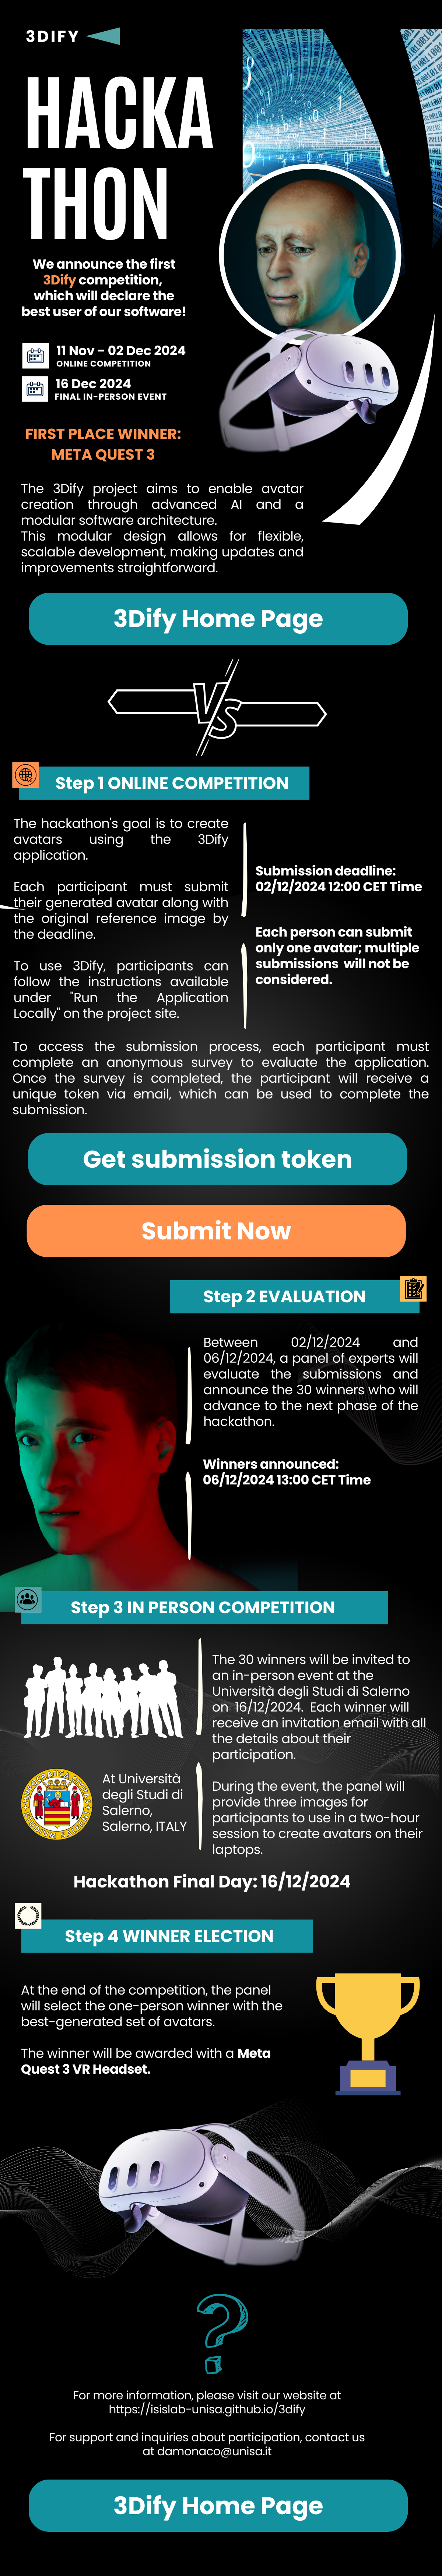 3DIFY
HACKA
THON
We announce the first
3Dify competition,
which will declare the
best user of our software!
11 Nov - 02 Dec 2024
ONLINE COMPETITION
16 Dec 2024
FINAL IN-PERSON EVENT
FIRST PLACE WINNER:
META QUEST 3
The 3Dify project aims to enable avatar
creation through advanced AI and a
modular software architecture.
This modular design allows for flexible,
scalable development, making updates and
improvements straightforward.
3Dify Home Page
VS
Step 1 ONLINE COMPETITION
The hackathon's goal is to create
avatars using the 3Dify
application.
Each participant must submit
their generated avatar along with
the original reference image by
the deadline.
To use 3Dify, participants can
follow the instructions available
under "Run the Application
Locally" on the project site.
Submission deadline:
02/12/2024 12:00 CET Time
Each person can submit
only one avatar; multiple
submissions will not be
considered.
To access the submission process, each participant must
complete an anonymous survey to evaluate the application.
Once the survey is completed, the participant will receive a
unique token via email, which can be used to complete the
submission.
Get submission token
Submit Now
Step 2 EVALUATION
Between 02/12/2024 and
06/12/2024, a panel of experts will
evaluate the submissions and
announce the 30 winners who will
advance to the next phase of the
hackathon.
Winners announced:
06/12/2024 13:00 CET Time
Step 3 IN PERSON COMPETITION
The 30 winners will be invited to
an in-person event at the
Università degli Studi di Salerno
on 16/12/2024. Each winner will
receive an invitation email with all
the details about their
participation.
At Università
degli Studi di
Salerno,
Salerno, ITALY
During the event, the panel will
provide three images for
participants to use in a two-hour
session to create avatars on their
laptops.
Hackathon Final Day: 16/12/2024
Step 4 WINNER ELECTION
At the end of the competition, the panel
will select the one-person winner with the
best-generated set of avatars.
The winner will be awarded with a Meta
Quest 3 VR Headset.
?
For more information, please visit our website at
https://isislab-unisa.github.io/3dify
For support and inquiries about participation, contact us
at damonaco@unisa.it
3Dify Home Page